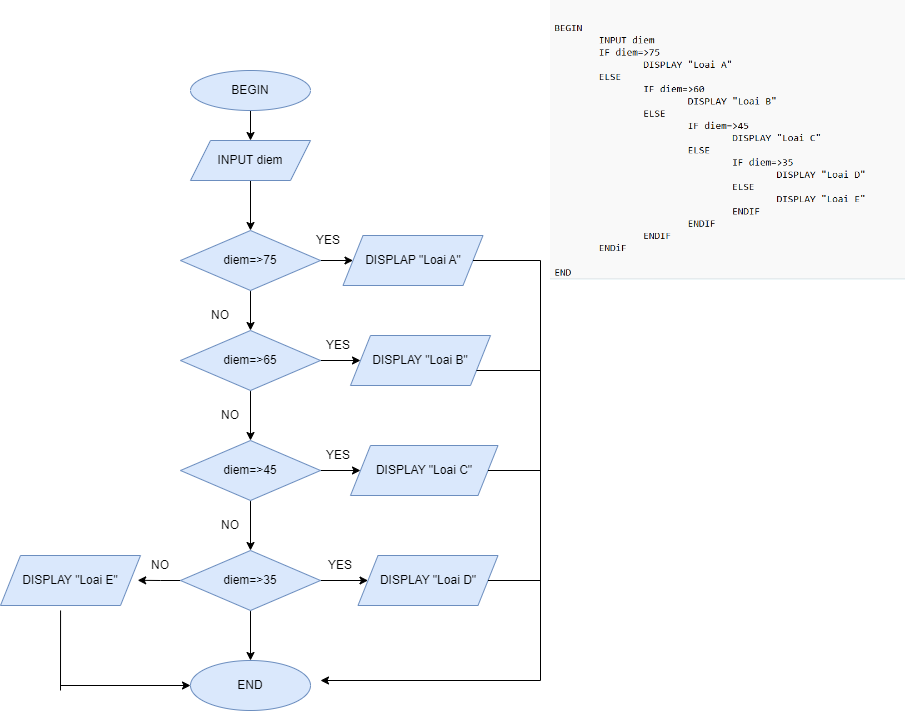 BEGIN
INPUT diem
diem=>75
YES
DISPLAP "Loai A"
NO
diem=>65
YES
DISPLAY "Loai B"
NO
diem=>45
YES
DISPLAY "Loai C"
NO
diem=>35
YES
DISPLAY "Loai D"
NO
DISPLAY "Loai E"
END
BEGIN
INPUT diem
IF diem=>75
DISPLAY "Loai A"
ELSE
IF diem=>60
DISPLAY "Loai B"
ELSE
IF diem=>45
DISPLAY "Loai C"
ELSE
IF diem=>35
DISPLAY "Loai D"
ELSE
DISPLAY "Loai E"
ENDIF
ENDIF
ENDIF
ENDiF
END